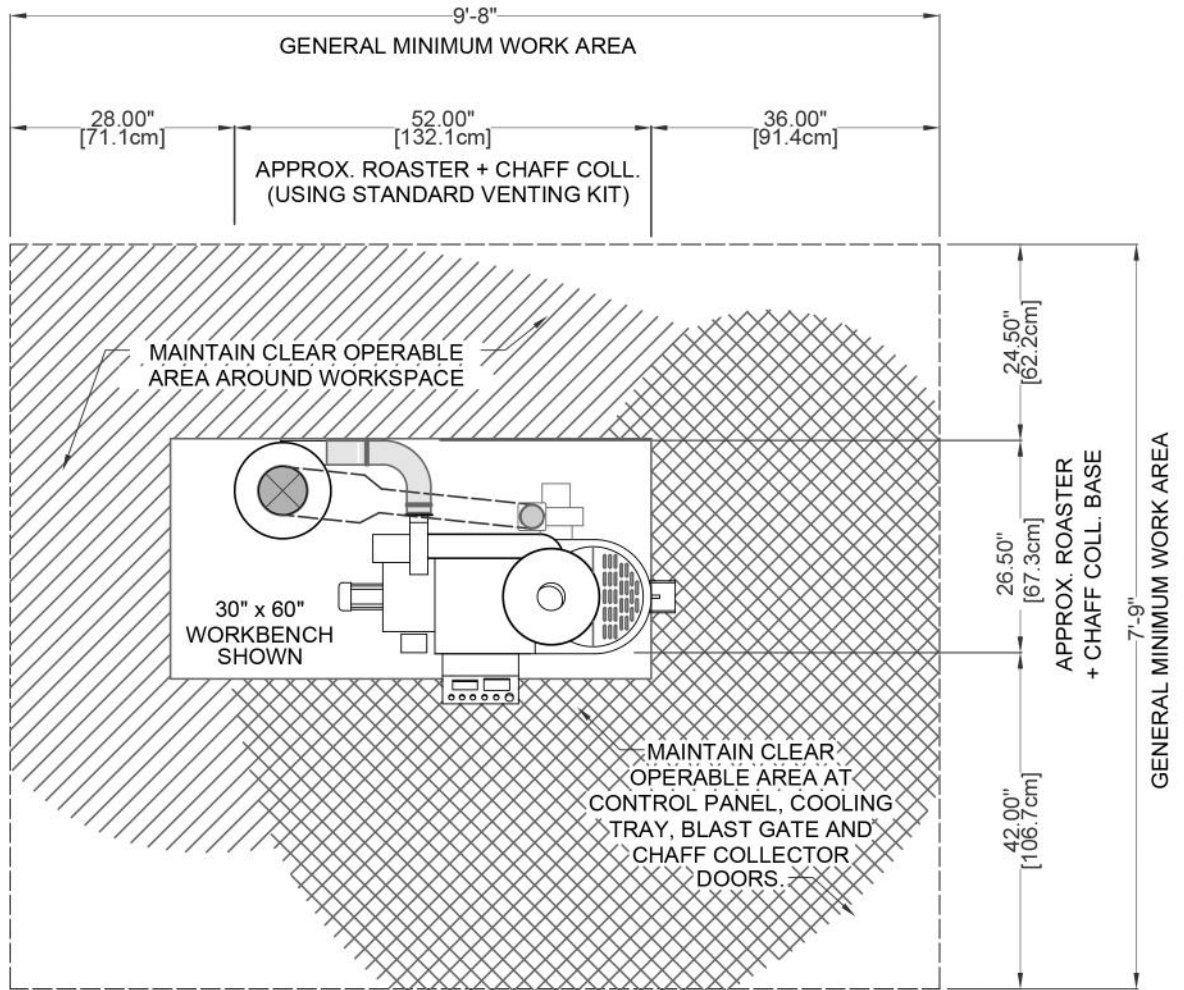 9'-8"
GENERAL MINIMUM WORK AREA
28.00"
[71.1cm]
52.00"
[132.1cm]
36.00"
[91.4cm]
APPROX. ROASTER + CHAFF COLL.
(USING STANDARD VENTING KIT)
MAINTAIN CLEAR OPERABLE
AREA AROUND WORKSPACE
24.50"
[62.2cm]
26.50"
[67.3cm]
APPROX. ROASTER
+ CHAFF COLL. BASE
7'-9"
GENERAL MINIMUM WORK AREA
30" x 60"
WORKBENCH
SHOWN
MAINTAIN CLEAR
OPERABLE AREA AT
CONTROL PANEL, COOLING
TRAY, BLAST GATE AND
CHAFF COLLECTOR
DOORS.
42.00"
[106.7cm]